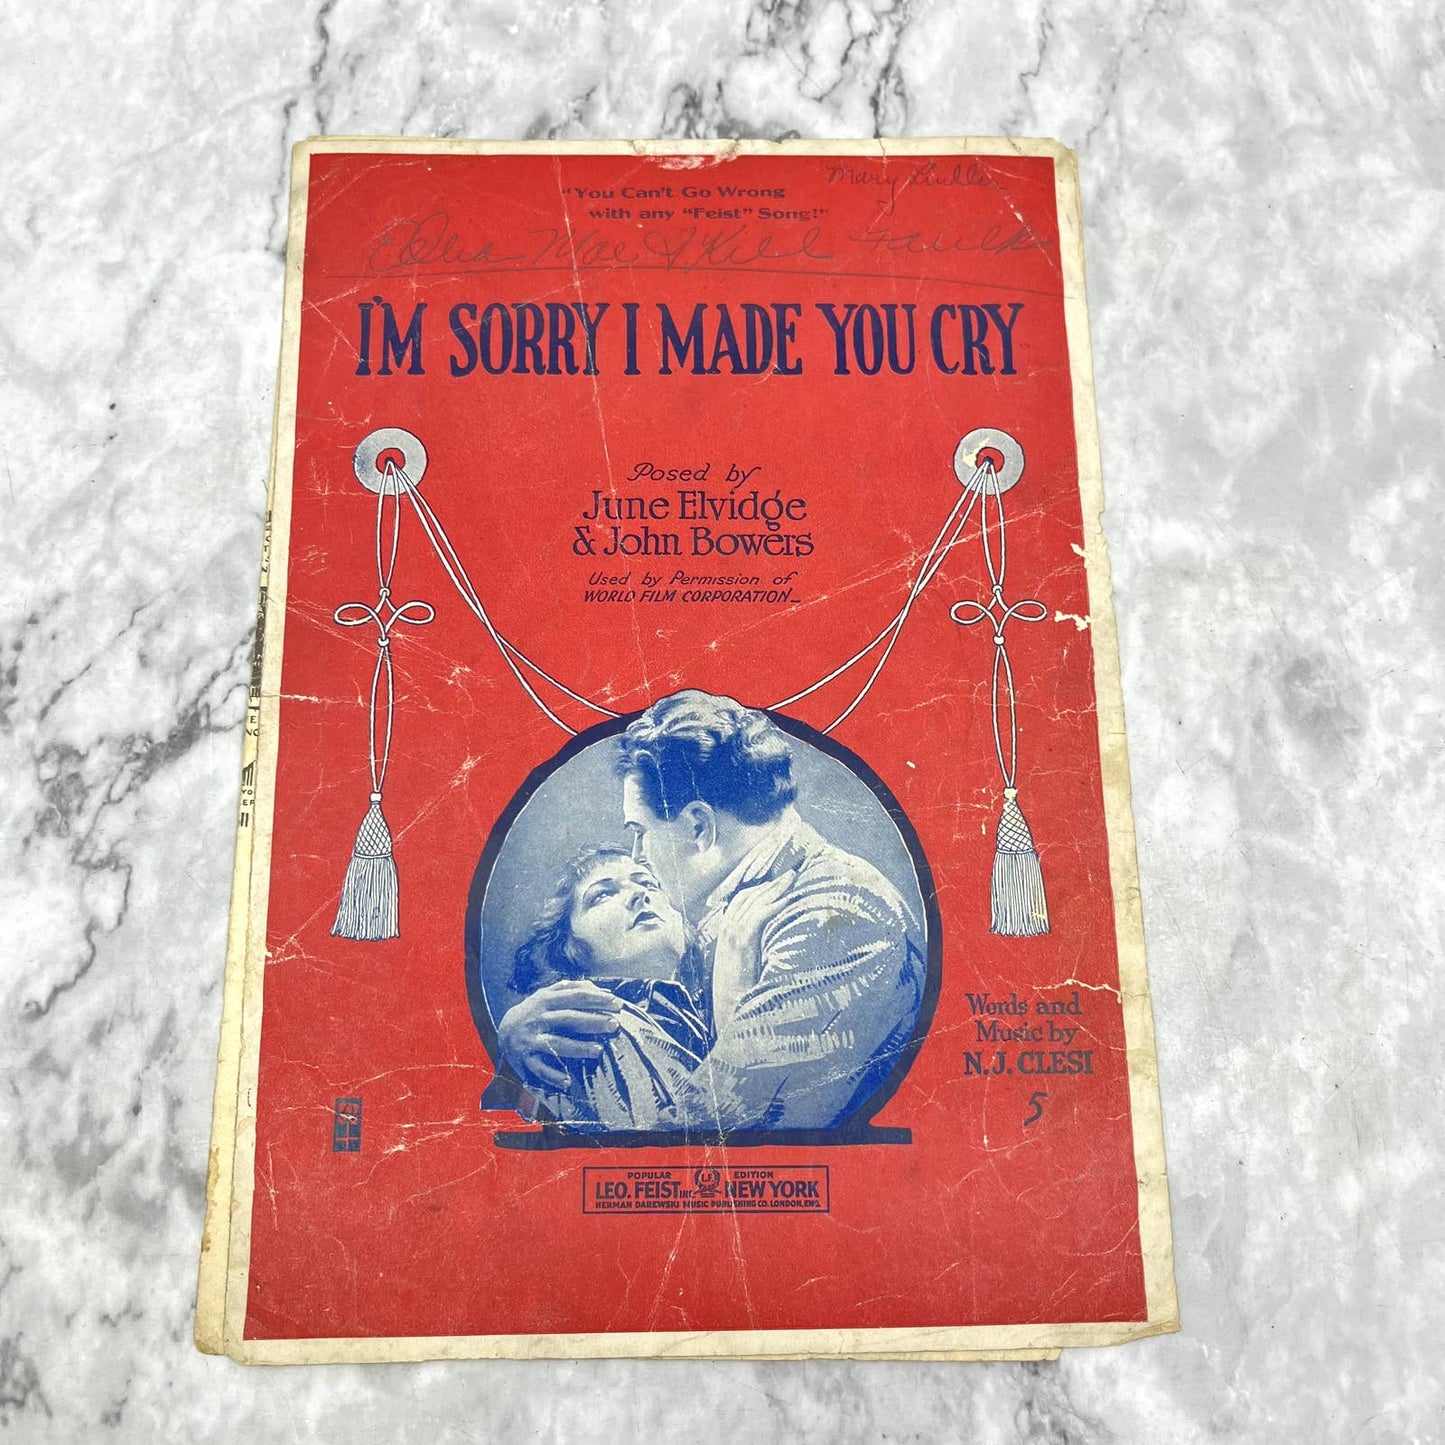 "You Can't Go Wrong
with any "Feist" Song!"
Mary
Edna Mae
I'M SORRY I MADE YOU CRY
Posed by
June Elvidge
& John Bowers
Used by Permission of
WORLD FILM CORPORATION
Words and
Music by
N.J. CLESI
5
POPULAR EDITION
LEO. FEIST INC. L.F. NEW YORK
HERMAN DAREWSKI MUSIC PUBLISHING CO. LONDON, ENG.